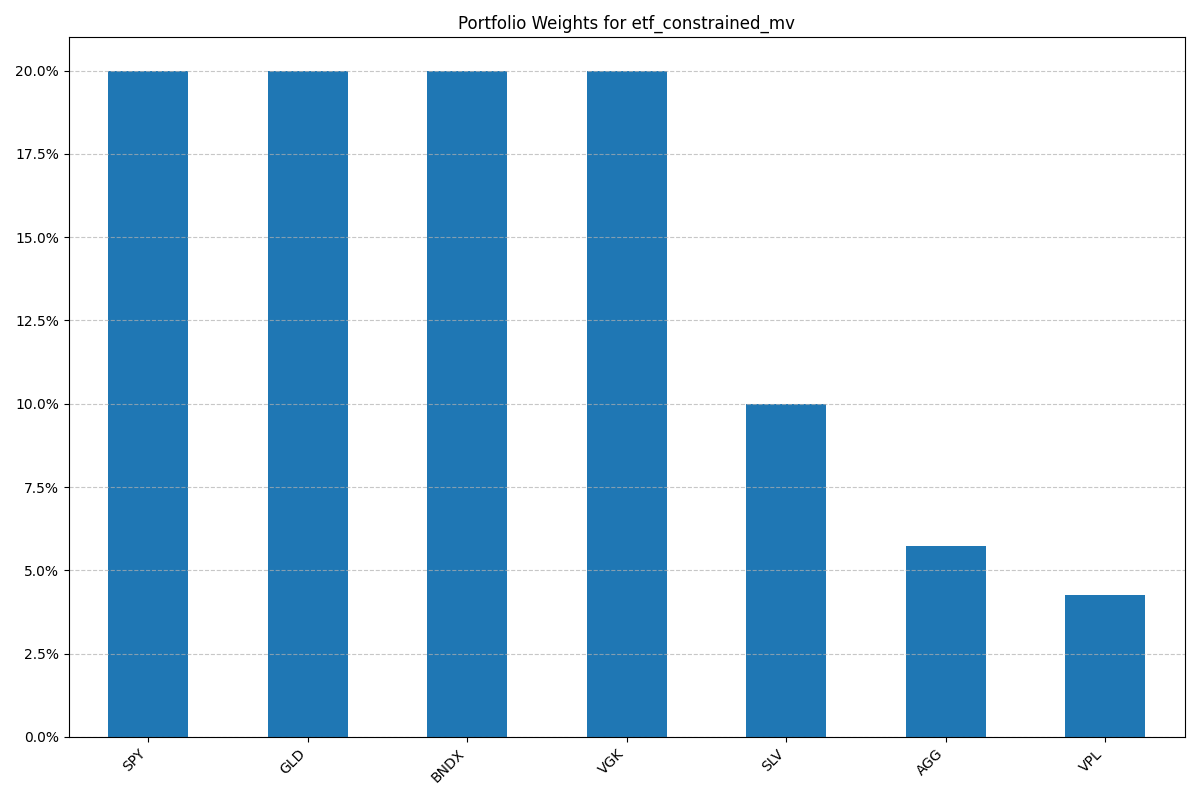 Portfolio Weights for etf_constrained_mv
20.0%
17.5%
15.0%
12.5%
10.0%
7.5%
5.0%
2.5%
0.0%
SPY
GLD
BNDX
VGK
SLV
AGG
VPL